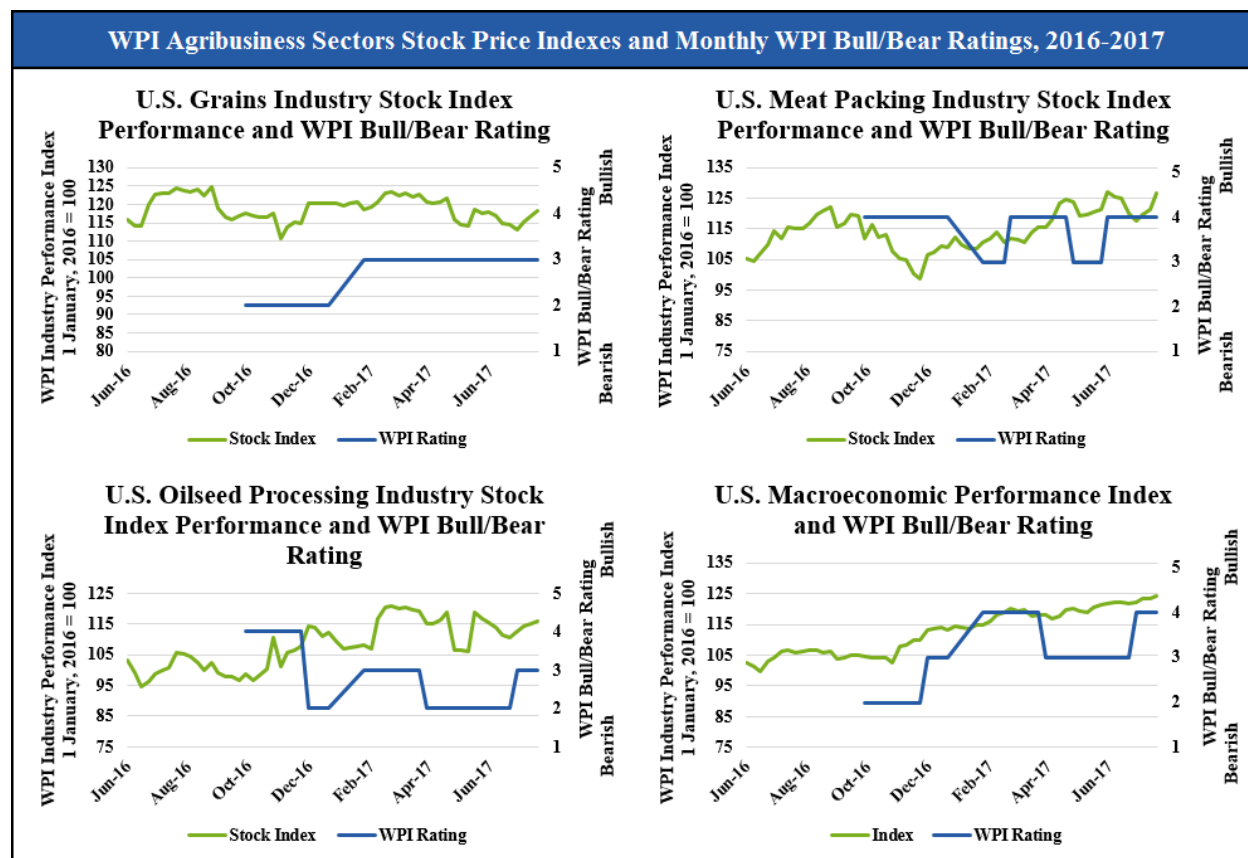 WPI Agribusiness Sectors Stock Price Indexes and Monthly WPI Bull/Bear Ratings, 2016-2017
U.S. Grains Industry Stock Index
Performance and WPI Bull/Bear Rating
WPI Industry Performance Index
1 January, 2016 = 100
130
125
120
115
110
105
100
95
90
85
80
5
4
3
2
1
WPI Bull/Bear Rating
Bullish
Bearish
Jun-16
Aug-16
Oct-16
Dec-16
Feb-17
Apr-17
Jun-17
Stock Index
WPI Rating
U.S. Meat Packing Industry Stock Index
Performance and WPI Bull/Bear Rating
WPI Industry Performance Index
1 January, 2016 = 100
135
125
115
105
95
85
75
5
4
3
2
1
WPI Bull/Bear Rating
Bullish
Bearish
Jun-16
Aug-16
Oct-16
Dec-16
Feb-17
Apr-17
Jun-17
Stock Index
WPI Rating
U.S. Oilseed Processing Industry Stock
Index Performance and WPI Bull/Bear
Rating
WPI Industry Performance Index
1 January, 2016 = 100
125
115
105
95
85
75
5
4
3
2
1
WPI Bull/Bear Rating
Bullish
Bearish
Jun-16
Aug-16
Oct-16
Dec-16
Feb-17
Apr-17
Jun-17
Stock Index
WPI Rating
U.S. Macroeconomic Performance Index
and WPI Bull/Bear Rating
WPI Industry Performance Index
1 January, 2016 = 100
135
125
115
105
95
85
75
5
4
3
2
1
WPI Bull/Bear Rating
Bullish
Bearish
Jun-16
Aug-16
Oct-16
Dec-16
Feb-17
Apr-17
Jun-17
Index
WPI Rating